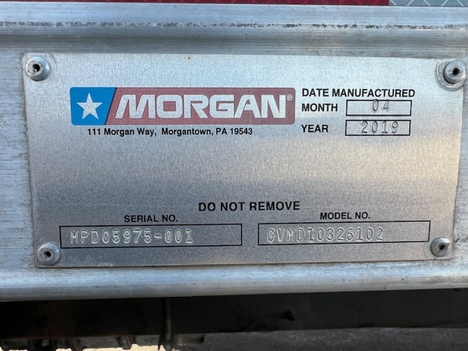 MORGAN®
111 Morgan Way, Morgantown, PA 19543
DATE MANUFACTURED
MONTH 04
YEAR 2019
DO NOT REMOVE
SERIAL NO.
MPD05975-001
MODEL NO.
GVMD10326102